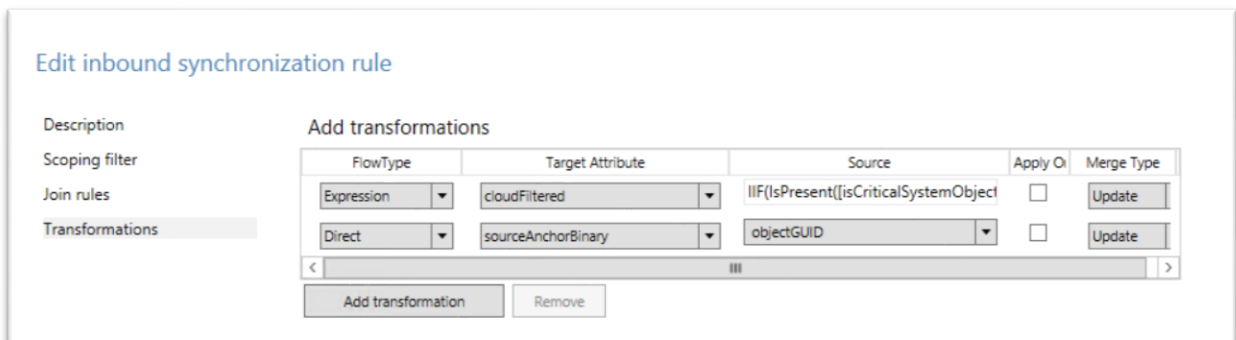 Edit inbound synchronization rule
Description
Scoping filter
Join rules
Transformations
Add transformations
FlowType Target Attribute Source Apply O Merge Type
Expression cloudFiltered IIF(IsPresent([isCriticalSystemObject Update
Direct sourceAnchorBinary objectGUID Update
Add transformation Remove